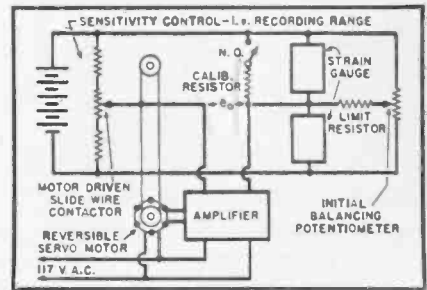 SENSITIVITY CONTROL-I.e. RECORDING RANGE
N.O.
CALIB.
RESISTOR
STRAIN
GAUGE
eo
LIMIT
RESISTOR
MOTOR DRIVEN
SLIDE WIRE
CONTACTOR
AMPLIFIER
INITIAL
BALANCING
POTENTIOMETER
REVERSIBLE
SERVO MOTOR
117 V. A.C.